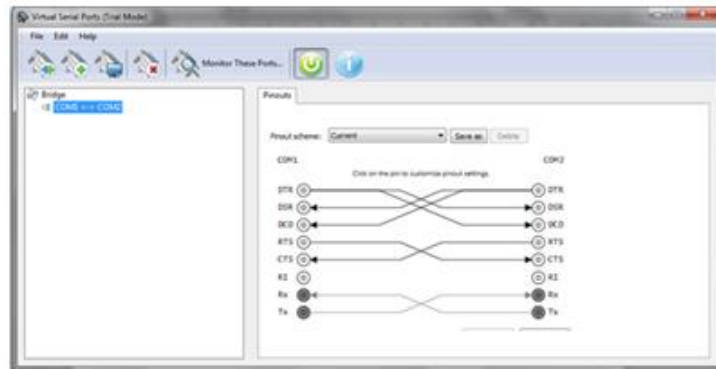 Virtual Serial Ports (Trial Mode)
File Edit Help
Monitor These Ports...
Bridge
COM1 <-> COM2
Pinouts
Pinout scheme: Current Save as Delete
COM1 COM2
Click on the pin to customize pinout settings.
DTR DTR
DSR DSR
DCD DCD
RTS RTS
CTS CTS
RI RI
Rx Rx
Tx Tx